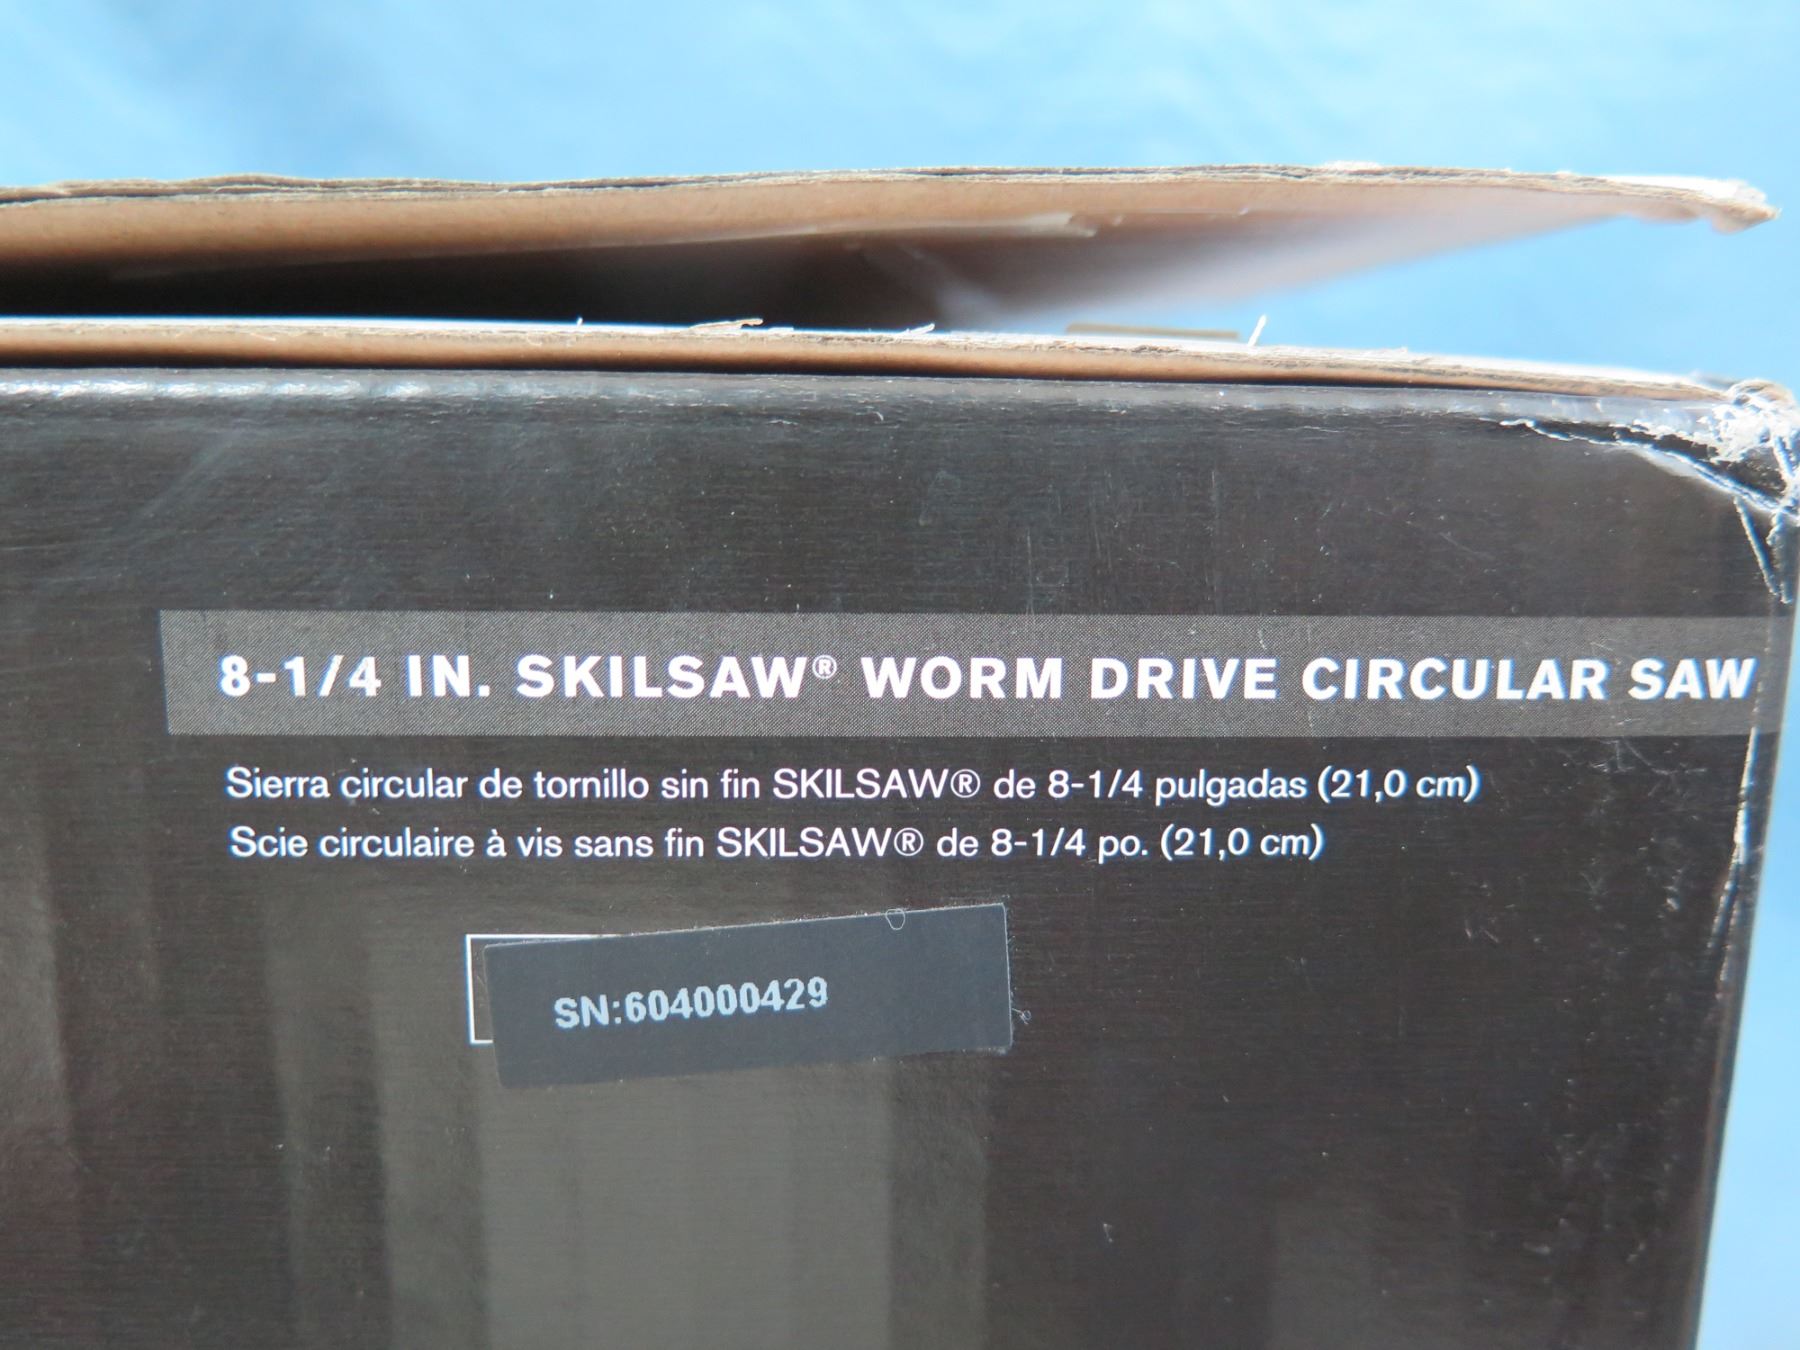 8-1/4 IN. SKILSAW® WORM DRIVE CIRCULAR SAW
Sierra circular de tornillo sin fin SKILSAW® de 8-1/4 pulgadas (21,0 cm)
Scie circulaire à vis sans fin SKILSAW® de 8-1/4 po. (21,0 cm)
SN:604000429